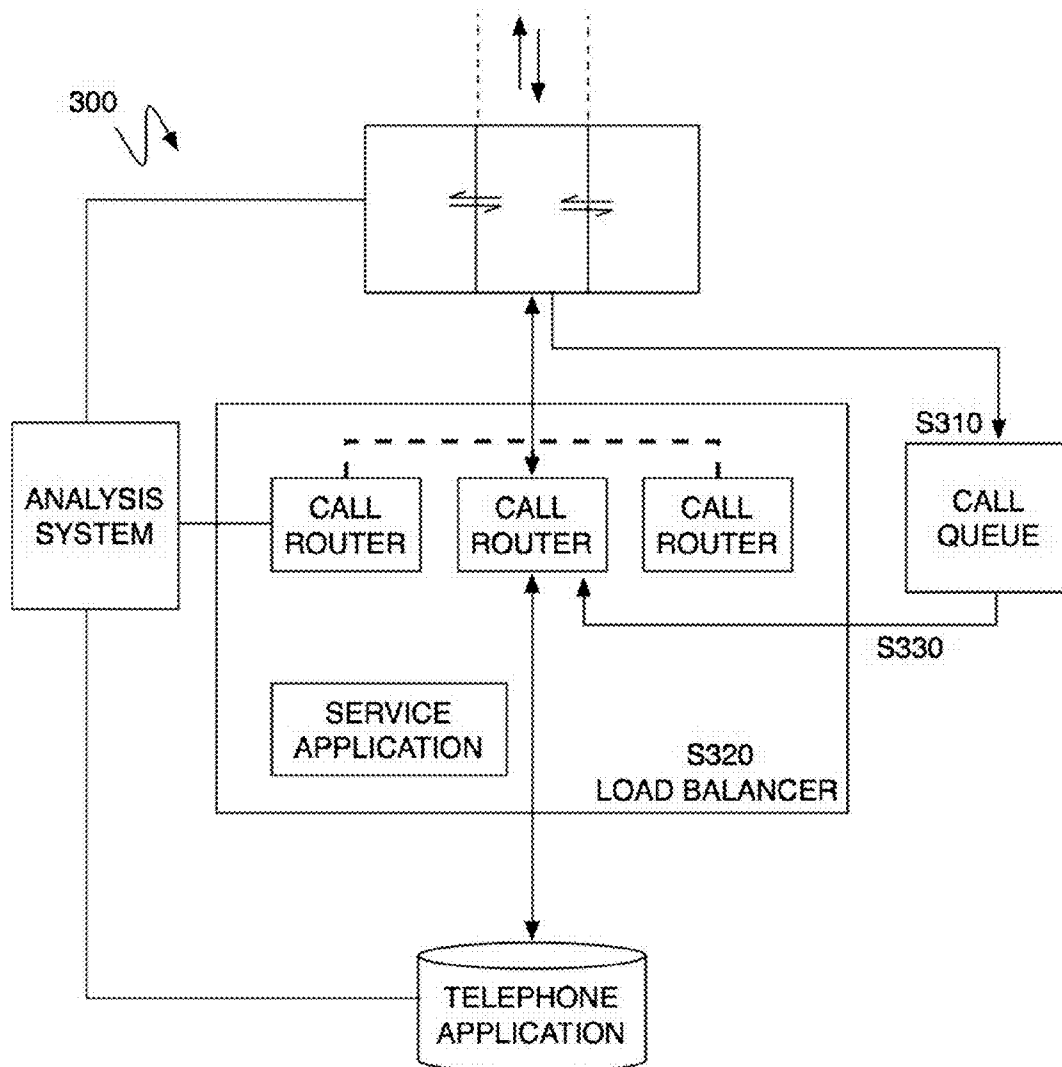 300
S310
ANALYSIS
SYSTEM
CALL
ROUTER
CALL
ROUTER
CALL
ROUTER
CALL
QUEUE
S330
SERVICE
APPLICATION
S320
LOAD BALANCER
TELEPHONE
APPLICATION